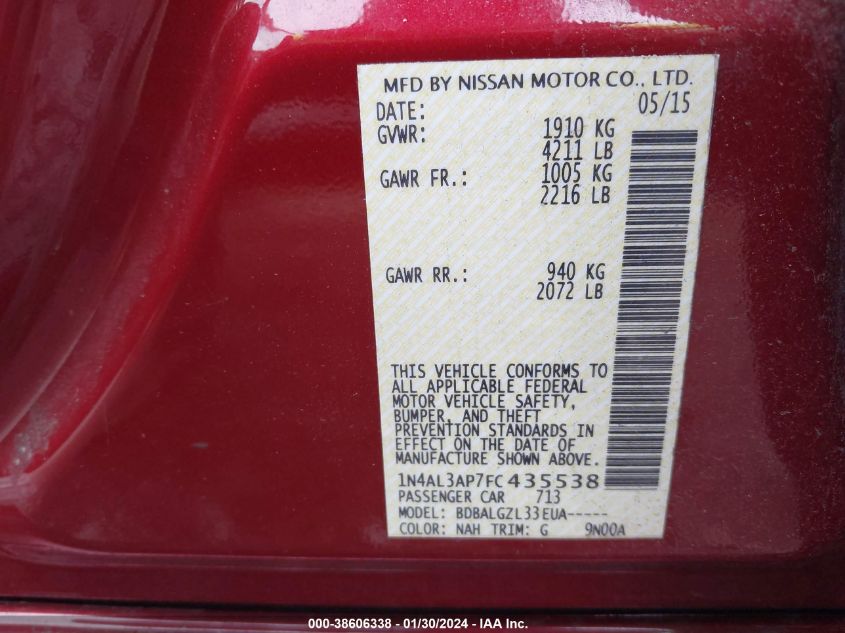 MFD BY NISSAN MOTOR CO., LTD.
DATE: 05/15
GVWR: 1910 KG
4211 LB
GAWR FR.: 1005 KG
2216 LB
GAWR RR.: 940 KG
2072 LB
THIS VEHICLE CONFORMS TO
ALL APPLICABLE FEDERAL
MOTOR VEHICLE SAFETY,
BUMPER, AND THEFT
PREVENTION STANDARDS IN
EFFECT ON THE DATE OF
MANUFACTURE SHOWN ABOVE.
1N4AL3AP7FC435538
PASSENGER CAR 713
MODEL: BDBALGZL33EUA-----
COLOR: NAH TRIM: G 9N00A
000-38606338 - 01/30/2024 - IAA Inc.